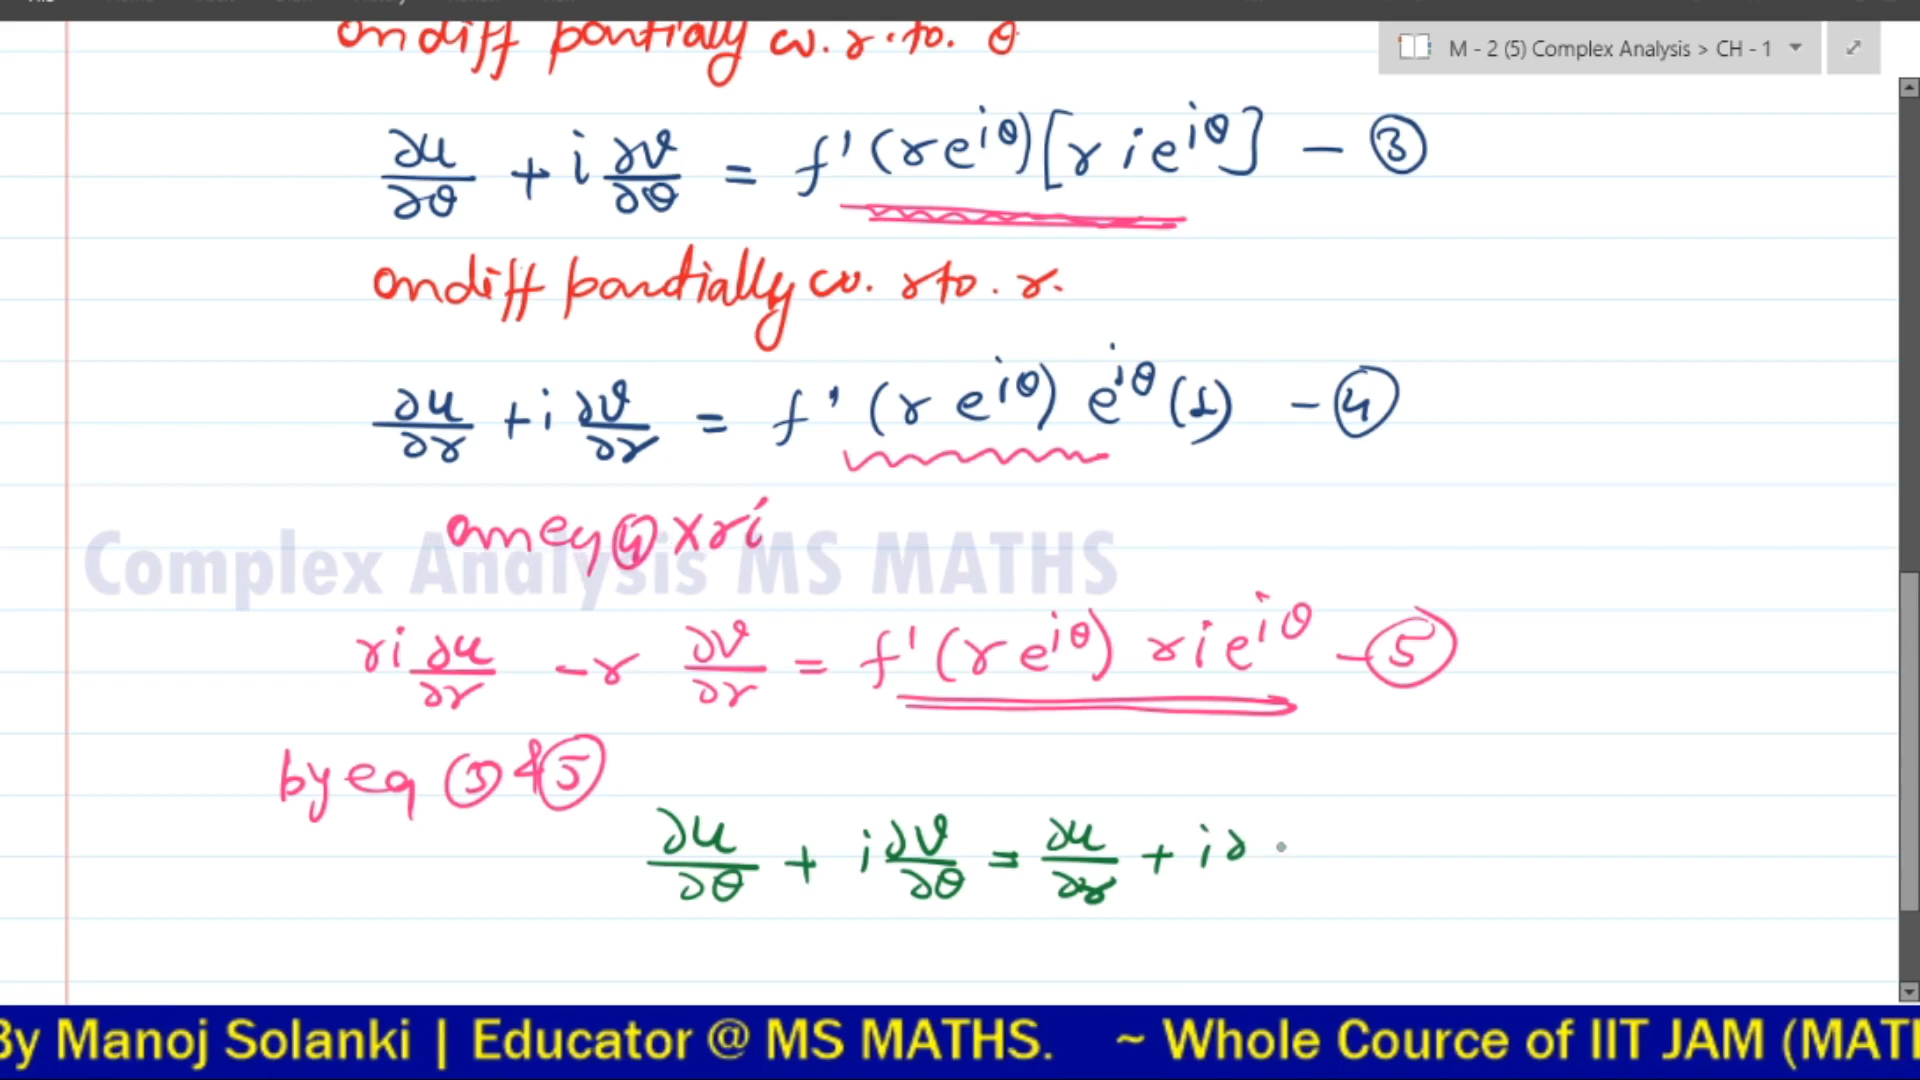 M - 2 (5) Complex Analysis > CH - 1
on diff partially w.r.to. θ
∂u/∂θ + i ∂v/∂θ = f'(re^{iθ})[r i e^{iθ}] - ③
on diff partially w. r to. r.
∂u/∂r + i ∂v/∂r = f'(r e^{iθ}) e^{iθ} (1) - ④
on eq ④ x ri
Complex Analysis MS MATHS
ri ∂u/∂r - r ∂v/∂r = f'(r e^{iθ}) r i e^{iθ} - ⑤
by eq ③ & ⑤
∂u/∂θ + i ∂v/∂θ = ∂u/∂r + i ∂
By Manoj Solanki | Educator @ MS MATHS. ~ Whole Cource of IIT JAM (MAT